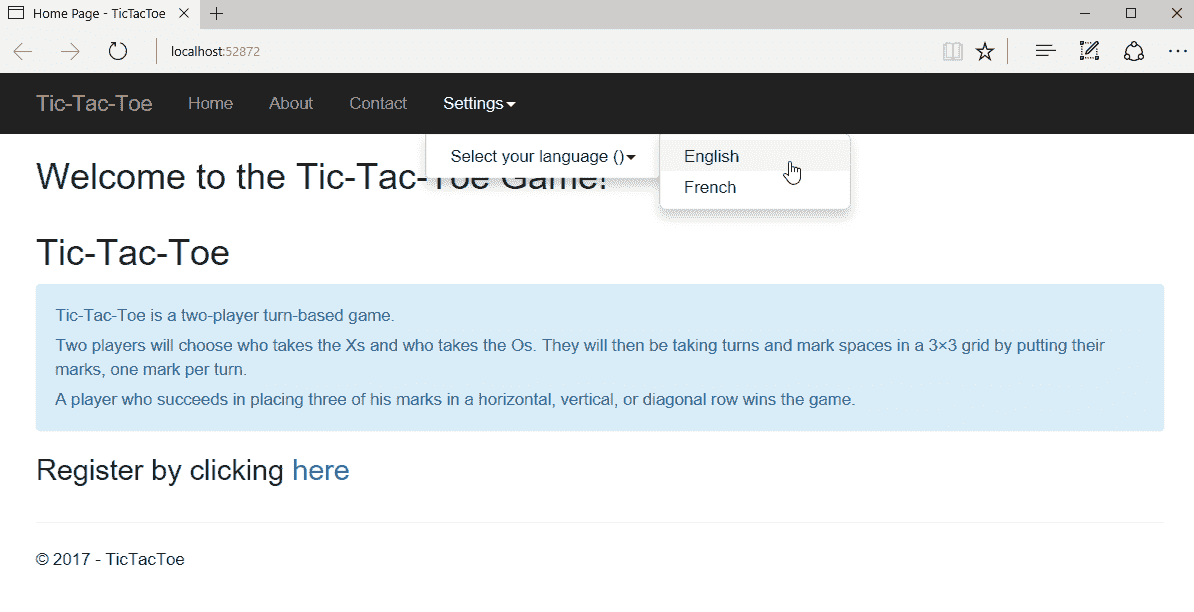 Home Page - TicTacToe
localhost:52872
Tic-Tac-Toe Home About Contact Settings
Select your language ()
English
French
Welcome to the Tic-Tac-Toe Game!
Tic-Tac-Toe
Tic-Tac-Toe is a two-player turn-based game.
Two players will choose who takes the Xs and who takes the Os. They will then be taking turns and mark spaces in a 3×3 grid by putting their
marks, one mark per turn.
A player who succeeds in placing three of his marks in a horizontal, vertical, or diagonal row wins the game.
Register by clicking here
© 2017 - TicTacToe